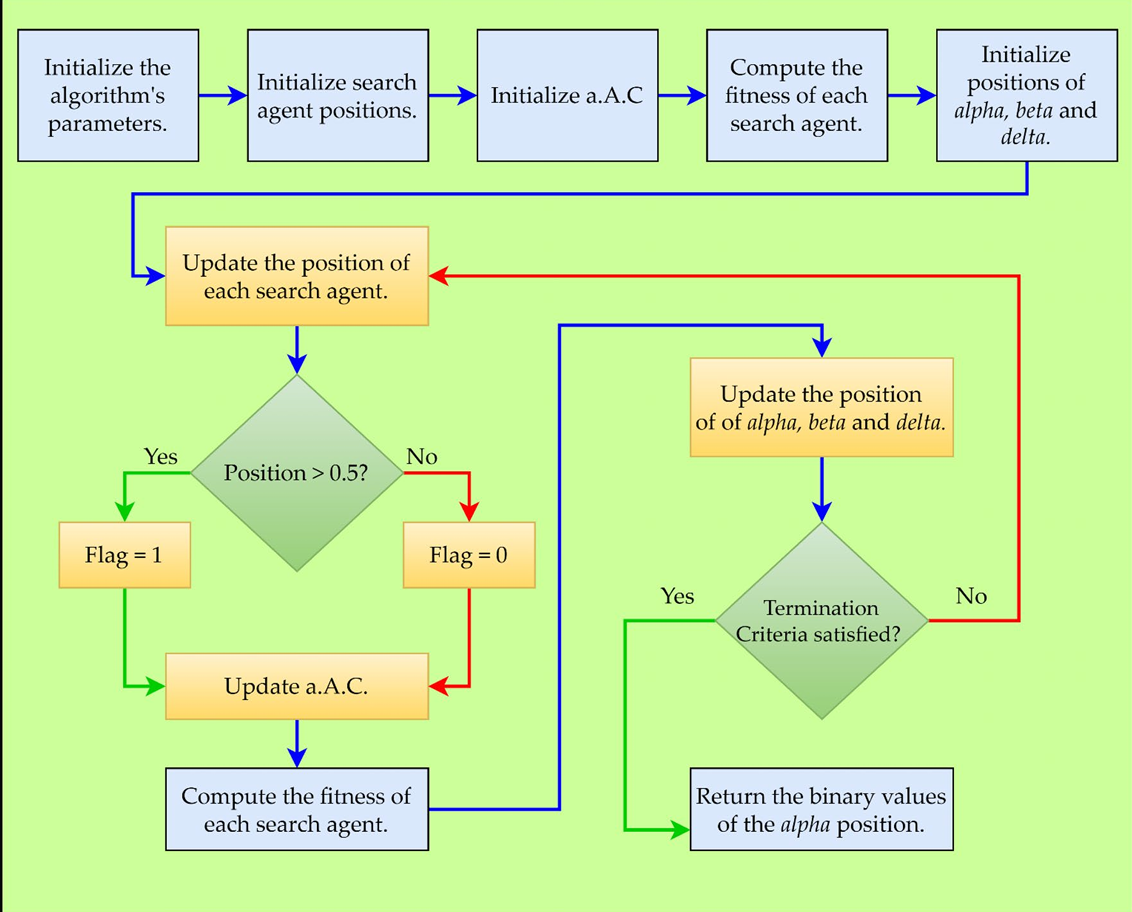 Initialize the
algorithm's
parameters.
Initialize search
agent positions.
Initialize a.A.C
Compute the
fitness of each
search agent.
Initialize
positions of
alpha, beta and
delta.
Update the position of
each search agent.
Position > 0.5?
Yes
No
Flag = 1
Flag = 0
Update a.A.C.
Compute the fitness of
each search agent.
Update the position
of of alpha, beta and delta.
Termination
Criteria satisfied?
Yes
No
Return the binary values
of the alpha position.